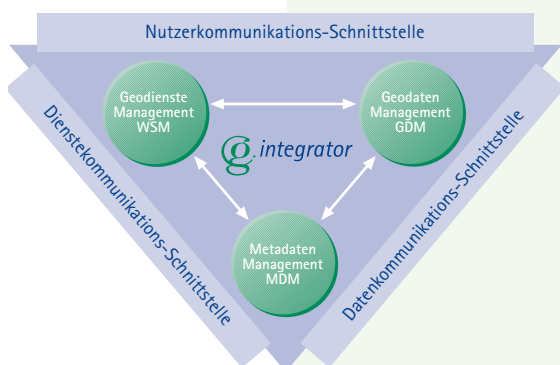 Nutzerkommunikations-Schnittstelle
Geodienste
Management
WSM
Geodaten
Management
GDM
g.integrator
Metadaten
Management
MDM
Dienstekommunikations-Schnittstelle
Datenkommunikations-Schnittstelle